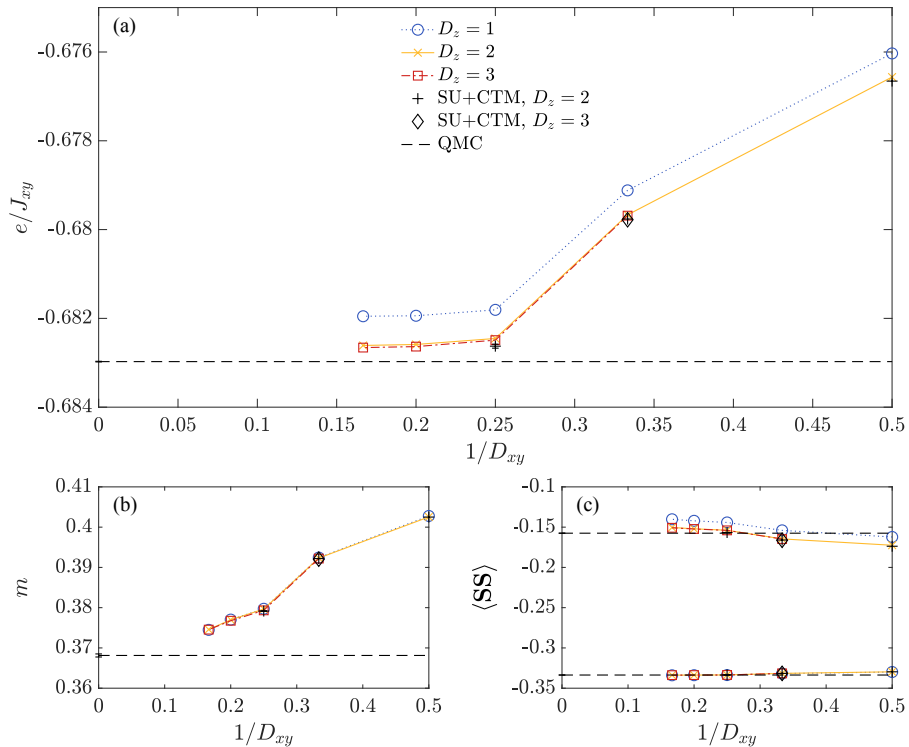 (a)
D_z = 1
D_z = 2
D_z = 3
SU+CTM, D_z = 2
SU+CTM, D_z = 3
QMC
e/J_xy
-0.676
-0.678
-0.68
-0.682
-0.684
0 0.05 0.1 0.15 0.2 0.25 0.3 0.35 0.4 0.45 0.5
1/D_xy
(b)
m
0.41
0.4
0.39
0.38
0.37
0.36
0 0.1 0.2 0.3 0.4 0.5
1/D_xy
(c)
⟨SS⟩
-0.1
-0.15
-0.2
-0.25
-0.3
-0.35
0 0.1 0.2 0.3 0.4 0.5
1/D_xy